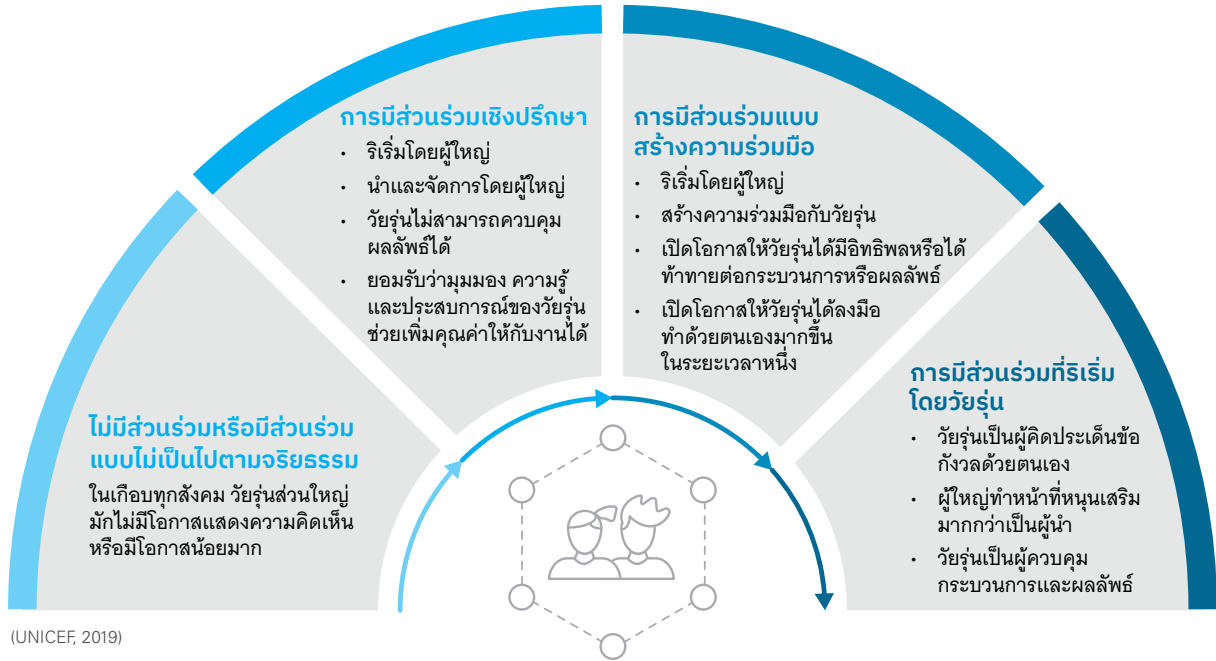 ไม่มีส่วนร่วมหรือมีส่วนร่วม
แบบไม่เป็นไปตามจริยธรรม
ในเกือบทุกสังคม วัยรุ่นส่วนใหญ่
มักไม่มีโอกาสแสดงความคิดเห็น
หรือมีโอกาสน้อยมาก
การมีส่วนร่วมเชิงปรึกษา
• ริเริ่มโดยผู้ใหญ่
• นำและจัดการโดยผู้ใหญ่
• วัยรุ่นไม่สามารถควบคุม
ผลลัพธ์ได้
• ยอมรับว่ามุมมอง ความรู้
และประสบการณ์ของวัยรุ่น
ช่วยเพิ่มคุณค่าให้กับงานได้
การมีส่วนร่วมแบบ
สร้างความร่วมมือ
• ริเริ่มโดยผู้ใหญ่
• สร้างความร่วมมือกับวัยรุ่น
• เปิดโอกาสให้วัยรุ่นได้มีอิทธิพลหรือได้
ท้าทายต่อกระบวนการหรือผลลัพธ์
• เปิดโอกาสให้วัยรุ่นได้ลงมือ
ทำด้วยตนเองมากขึ้น
ในระยะเวลาหนึ่ง
การมีส่วนร่วมที่ริเริ่ม
โดยวัยรุ่น
• วัยรุ่นเป็นผู้คิดประเด็นข้อ
กังวลด้วยตนเอง
• ผู้ใหญ่ทำหน้าที่หนุนเสริม
มากกว่าเป็นผู้นำ
• วัยรุ่นเป็นผู้ควบคุม
กระบวนการและผลลัพธ์
(UNICEF, 2019)